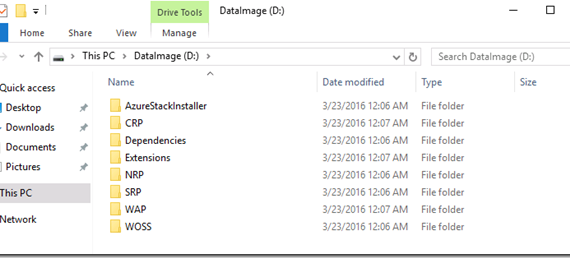 Drive Tools DataImage (D:)
Home Share View Manage
This PC > DataImage (D:) > Search DataImage (D:)
Quick access
Desktop
Downloads
Documents
Pictures
This PC
Network
Name Date modified Type Size
AzureStackInstaller 3/23/2016 12:06 AM File folder
CRP 3/23/2016 12:07 AM File folder
Dependencies 3/23/2016 12:06 AM File folder
Extensions 3/23/2016 12:07 AM File folder
NRP 3/23/2016 12:06 AM File folder
SRP 3/23/2016 12:06 AM File folder
WAP 3/23/2016 12:07 AM File folder
WOSS 3/23/2016 12:06 AM File folder